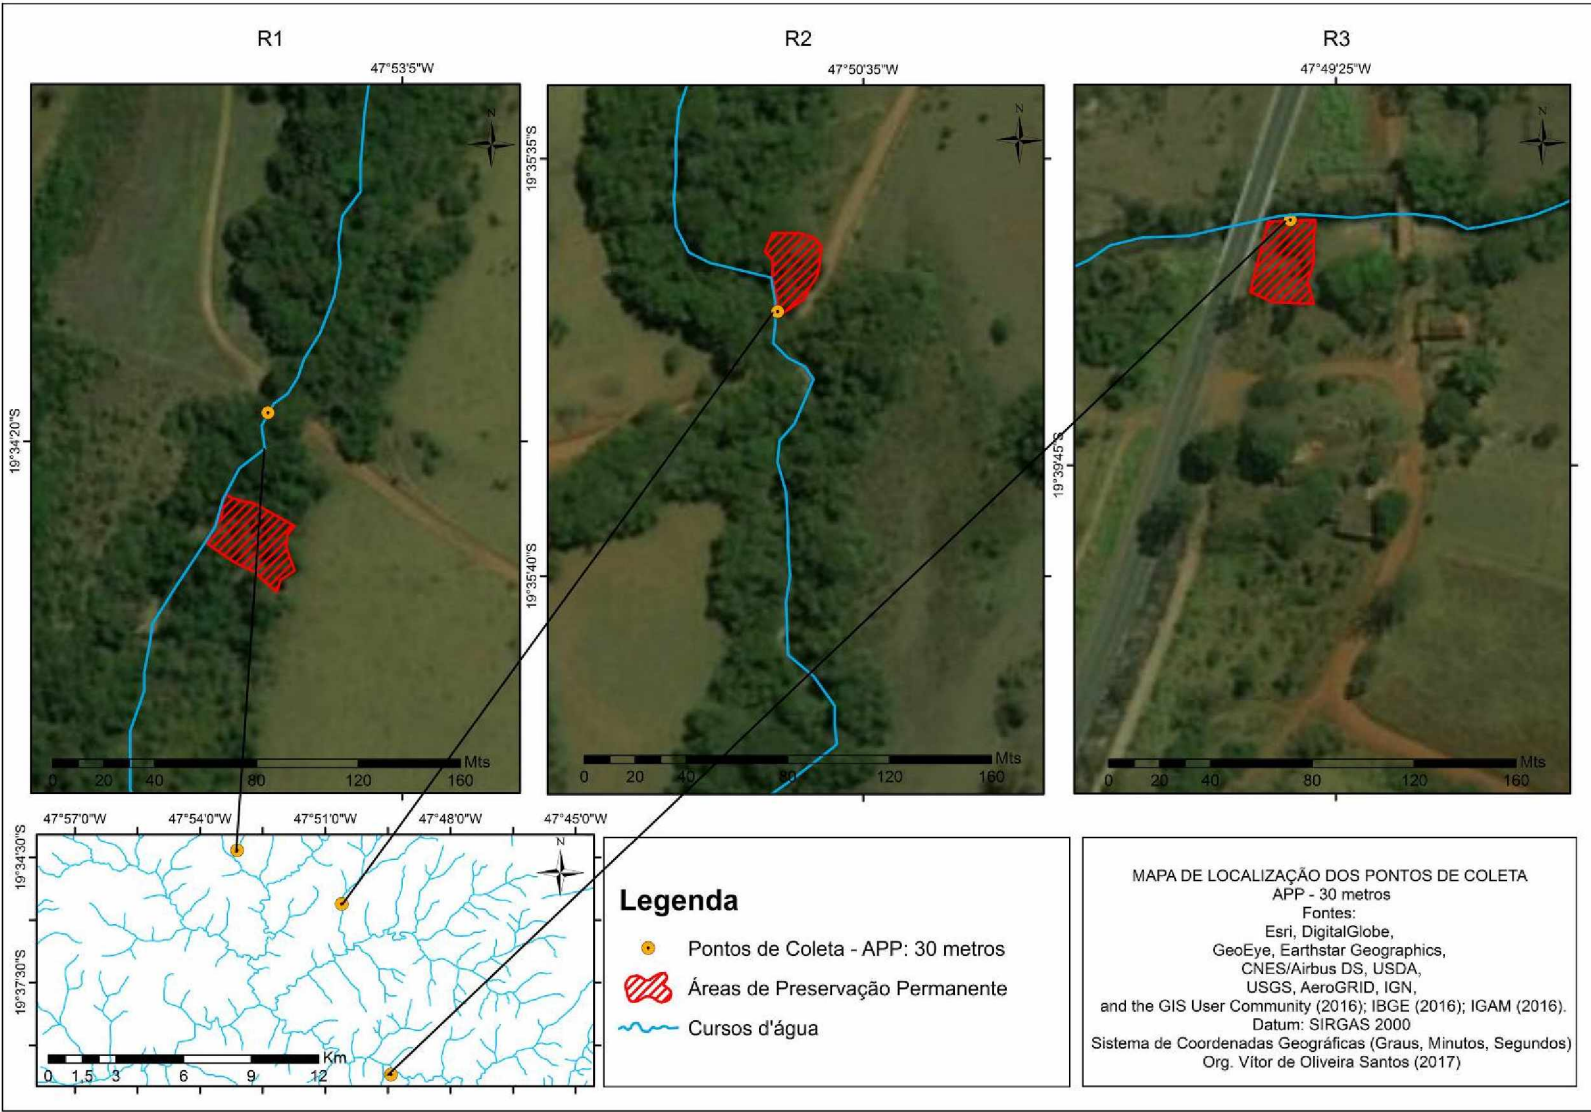 R1
R2
R3
47°53'5"W
47°50'35"W
47°49'25"W
N
N
N
19°34'20"S
19°35'35"S
19°35'40"S
19°39'45"S
0 20 40 80 120 160 Mts
0 20 40 80 120 160 Mts
0 20 40 80 120 160 Mts
47°57'0"W 47°54'0"W 47°51'0"W 47°48'0"W 47°45'0"W
19°34'30"S
19°37'30"S
N
0 1,5 3 6 9 12 Km
Legenda
Pontos de Coleta - APP: 30 metros
Áreas de Preservação Permanente
Cursos d'água
MAPA DE LOCALIZAÇÃO DOS PONTOS DE COLETA
APP - 30 metros
Fontes:
Esri, DigitalGlobe,
GeoEye, Earthstar Geographics,
CNES/Airbus DS, USDA,
USGS, AeroGRID, IGN,
and the GIS User Community (2016); IBGE (2016); IGAM (2016).
Datum: SIRGAS 2000
Sistema de Coordenadas Geográficas (Graus, Minutos, Segundos)
Org. Vítor de Oliveira Santos (2017)